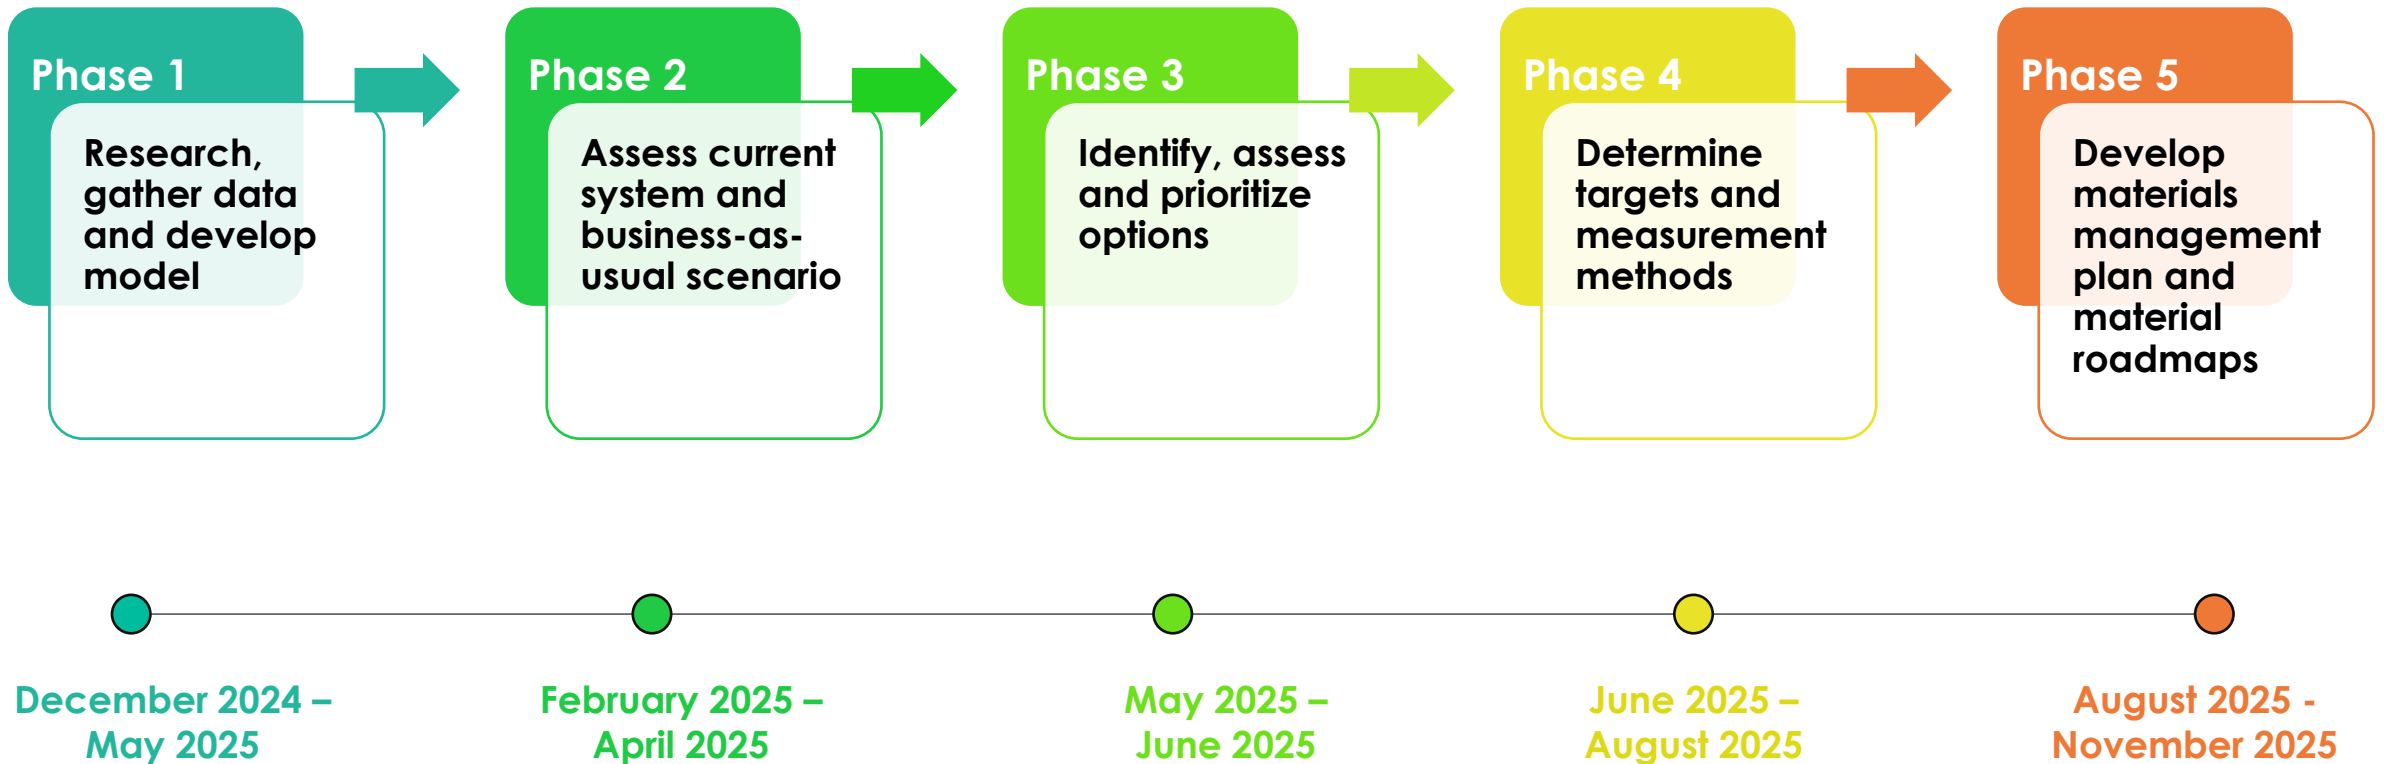 Phase 1
Research,
gather data
and develop
model
Phase 2
Assess current
system and
business-as-
usual scenario
Phase 3
Identify, assess
and prioritize
options
Phase 4
Determine
targets and
measurement
methods
Phase 5
Develop
materials
management
plan and
material
roadmaps
December 2024 –
May 2025
February 2025 –
April 2025
May 2025 –
June 2025
June 2025 –
August 2025
August 2025 -
November 2025